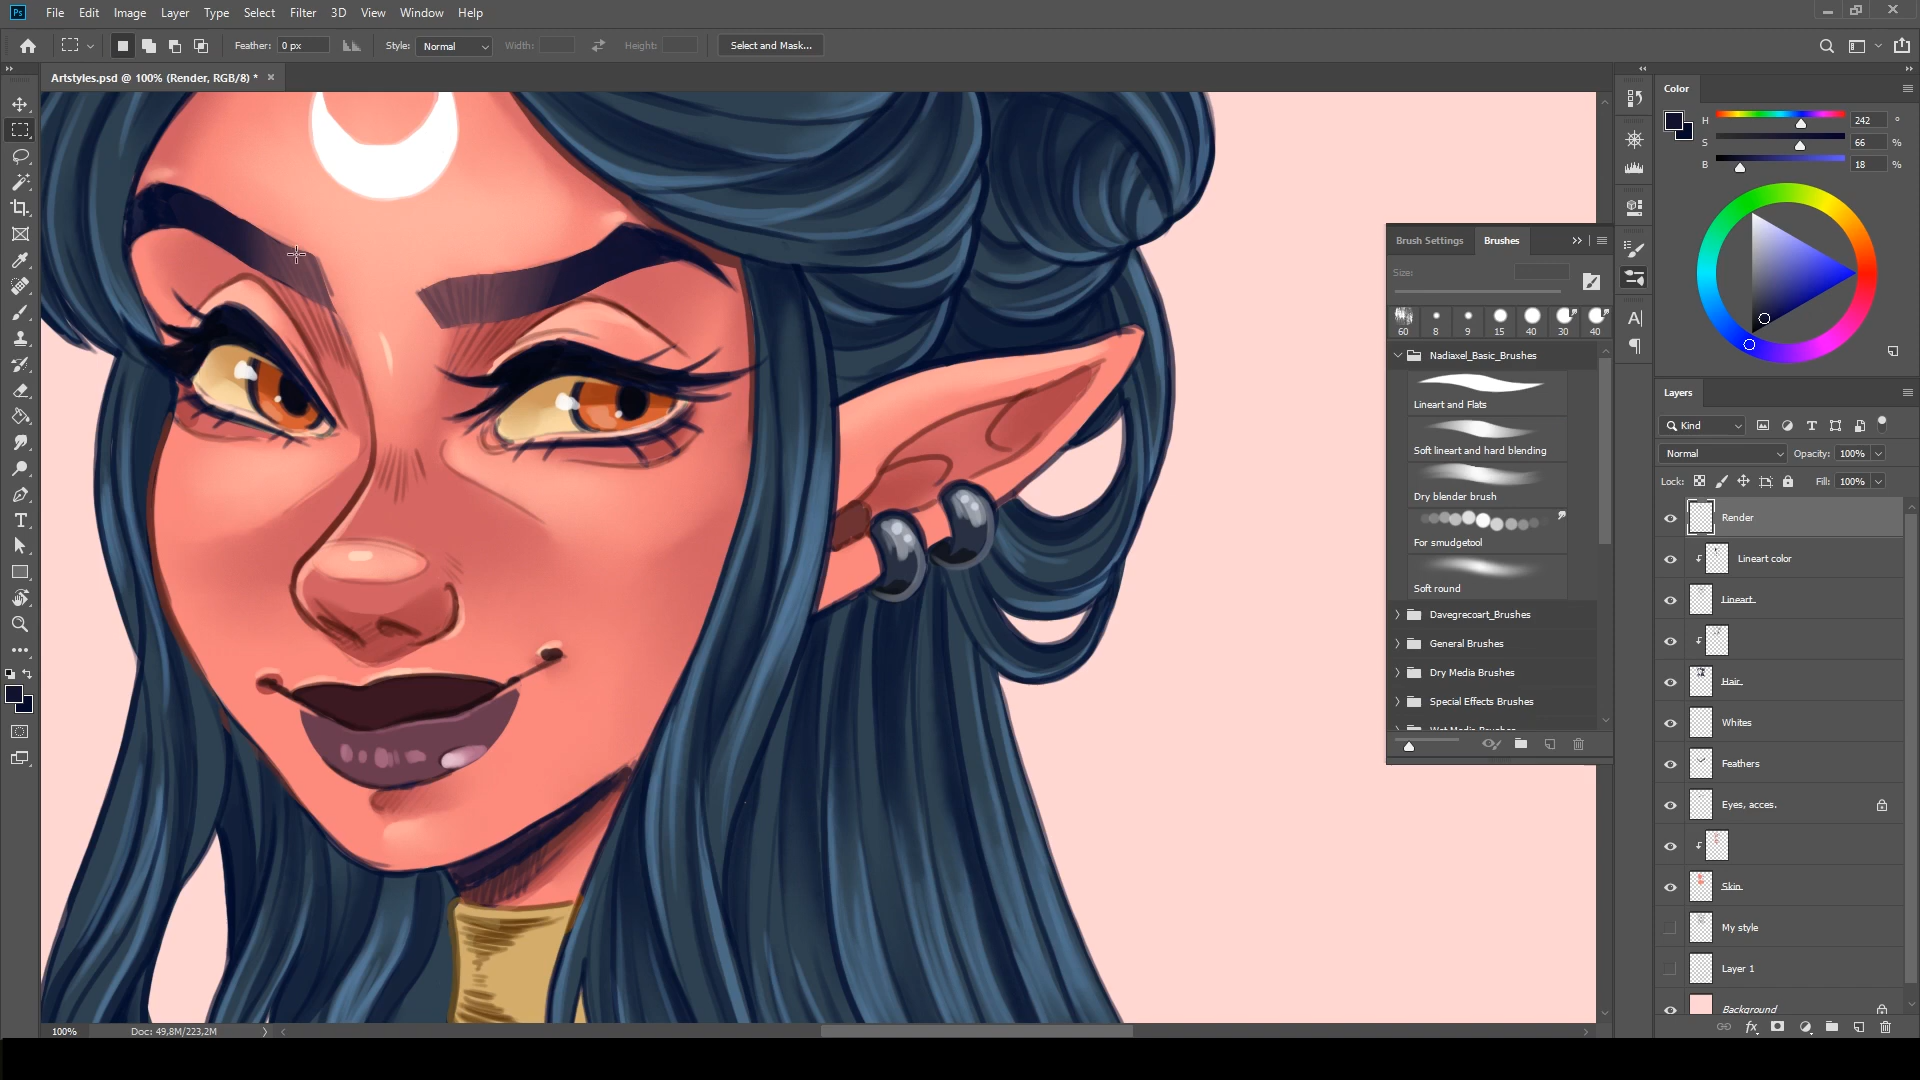 Ps File Edit Image Layer Type Select Filter 3D View Window Help
Feather: 0 px Style: Normal Width: Height: Select and Mask...
Artstyles.psd @ 100% (Render, RGB/8) *
Color
H 242 °
S 66 %
B 18 %
Brush Settings Brushes
Size:
60 8 9 15 40 30 40
Nadiaxel_Basic_Brushes
Lineart and Flats
Soft lineart and hard blending
Dry blender brush
For smudgetool
Soft round
Davegrecoart_Brushes
General Brushes
Dry Media Brushes
Special Effects Brushes
Wet Media Brushes
Layers
Kind
Normal Opacity: 100%
Lock: Fill: 100%
Render
Lineart color
Lineart
Hair
Whites
Feathers
Eyes, acces.
Skin
My style
Layer 1
Background
100% Doc: 49,8M/223,2M